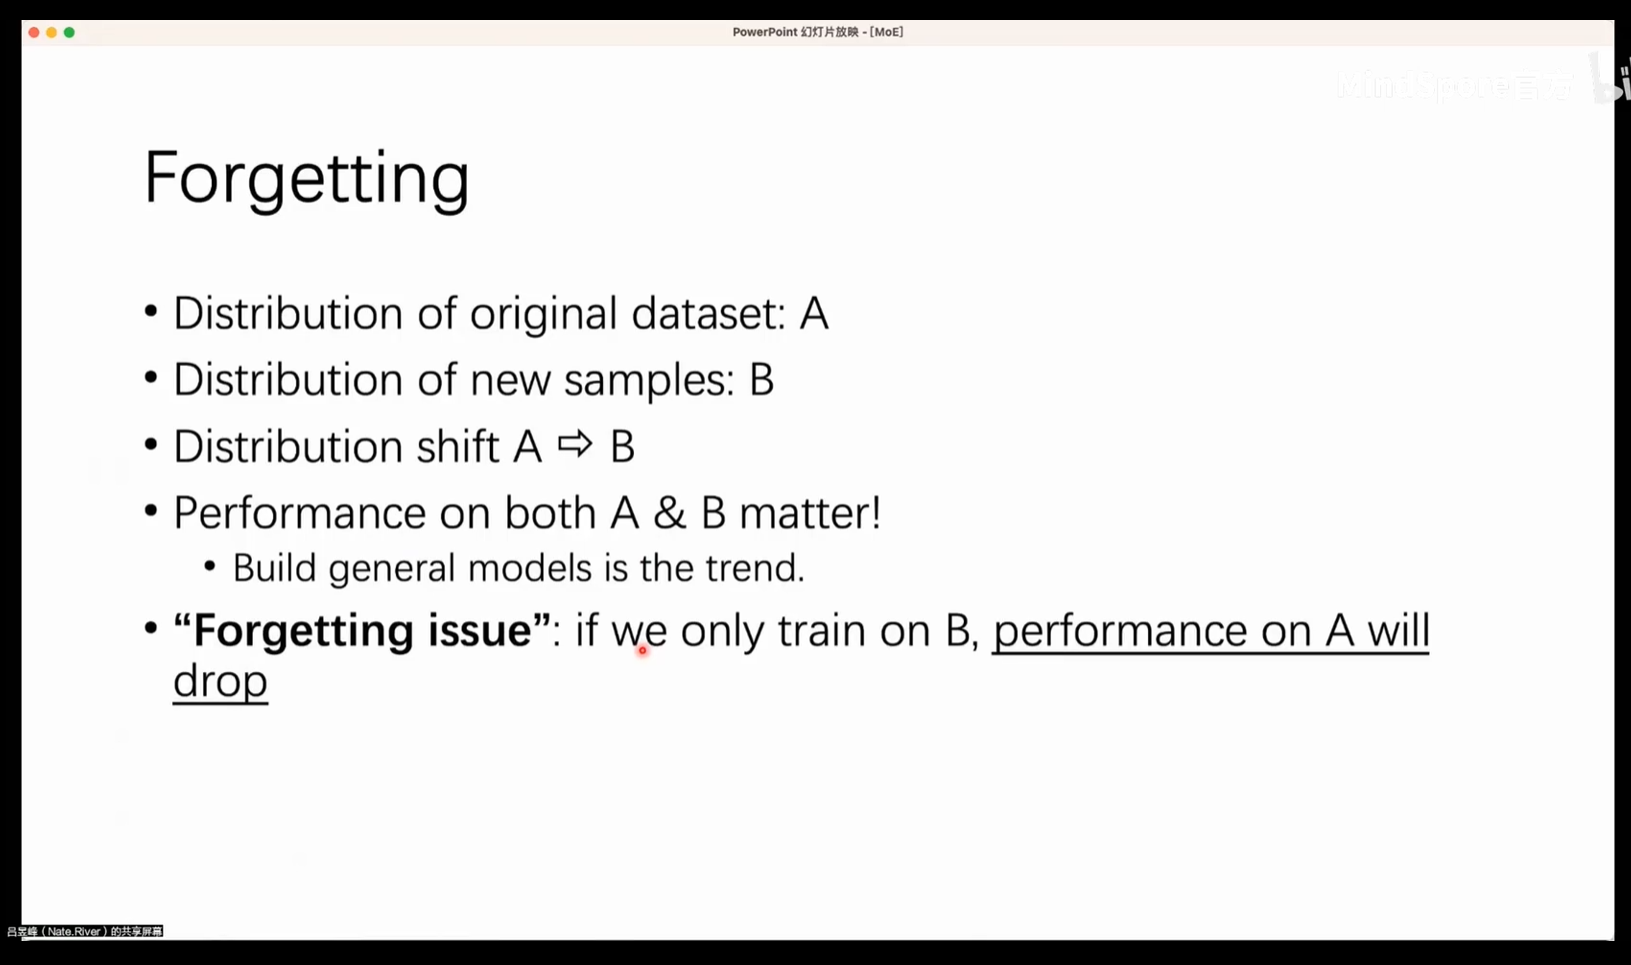 PowerPoint 幻灯片放映 - [MoE]
MindSpore官方
Forgetting
• Distribution of original dataset: A
• Distribution of new samples: B
• Distribution shift A ⇨ B
• Performance on both A & B matter!
• Build general models is the trend.
• “Forgetting issue”: if we only train on B, performance on A will
drop
吕昱峰（Nate.River）的共享屏幕